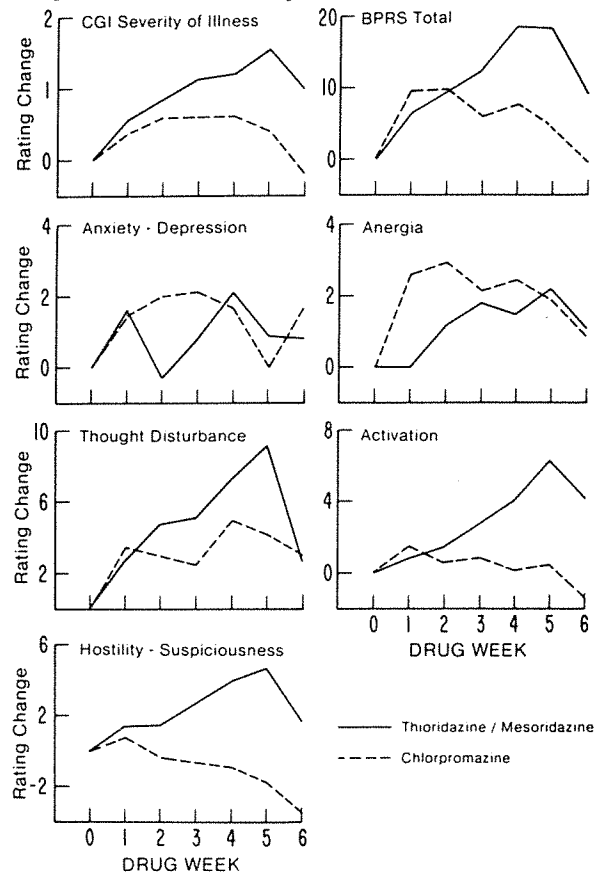 CGI Severity of Illness
2
1
0
Rating Change
BPRS Total
20
10
0
Anxiety - Depression
4
2
0
Rating Change
Anergia
4
2
0
Thought Disturbance
10
6
2
Rating Change
Activation
8
4
0
0 1 2 3 4 5 6
DRUG WEEK
Hostility - Suspiciousness
6
2
-2
Rating Change
0 1 2 3 4 5 6
DRUG WEEK
Thioridazine / Mesoridazine
Chlorpromazine